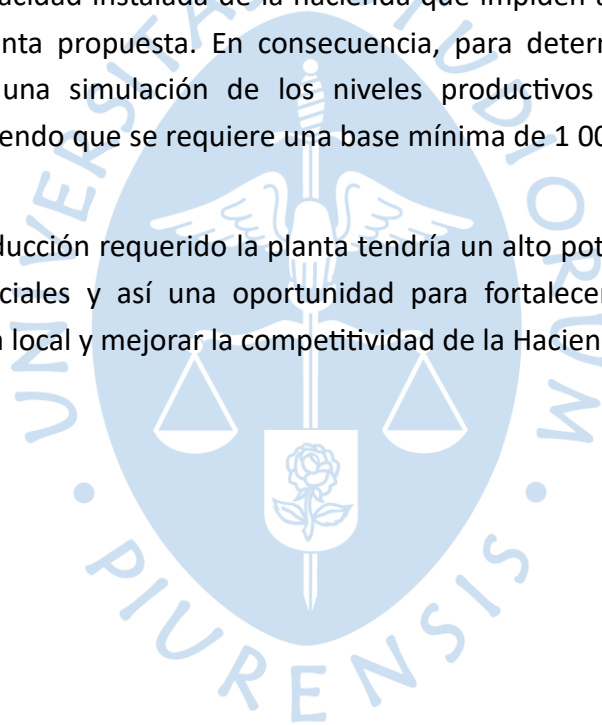 acidad instalada de la hacienda que impiden a
nta propuesta. En consecuencia, para determ
una simulación de los niveles productivos
endo que se requiere una base mínima de 1 00
ducción requerido la planta tendría un alto pot
ciales y así una oportunidad para fortalecer
local y mejorar la competitividad de la Hacien
UNIVERSITAS STUDIORUM • PIURENSIS •